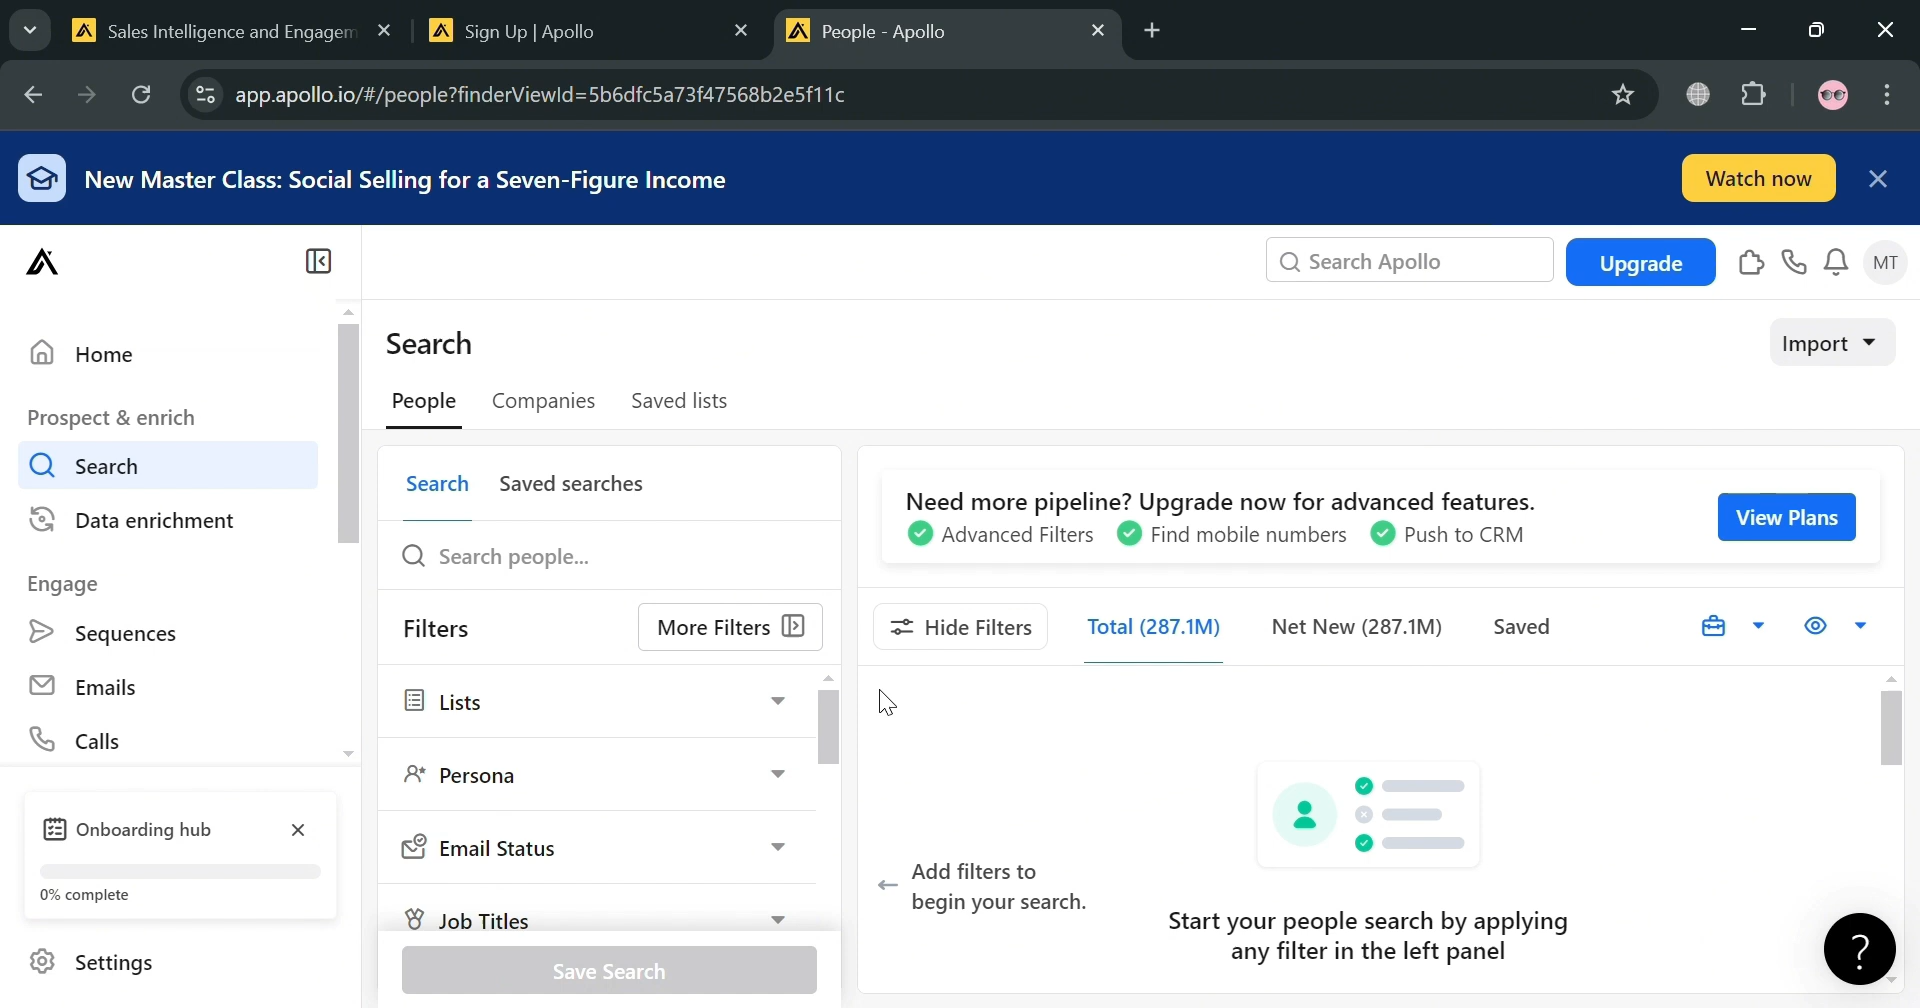 Sales Intelligence and Engagem
Sign Up | Apollo
People - Apollo
app.apollo.io/#/people?finderViewId=5b6dfc5a73f47568b2e5f11c
New Master Class: Social Selling for a Seven-Figure Income
Watch now
Search Apollo
Upgrade
MT
Home
Prospect & enrich
Search
Data enrichment
Engage
Sequences
Emails
Calls
Onboarding hub
0% complete
Settings
Search
Import
People
Companies
Saved lists
Search
Saved searches
Search people...
Filters
More Filters
Lists
Persona
Email Status
Job Titles
Save Search
Need more pipeline? Upgrade now for advanced features.
Advanced Filters
Find mobile numbers
Push to CRM
View Plans
Hide Filters
Total (287.1M)
Net New (287.1M)
Saved
Add filters to
begin your search.
Start your people search by applying
any filter in the left panel
?